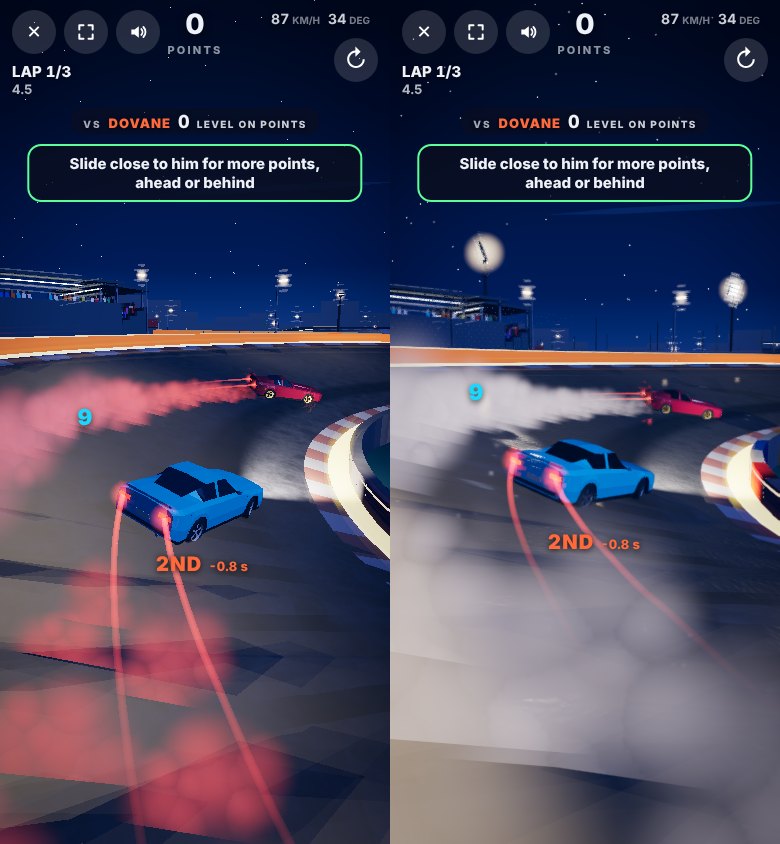 0
87 KM/H 34 DEG
POINTS
LAP 1/3
4.5
VS DOVANE 0 LEVEL ON POINTS
Slide close to him for more points,
ahead or behind
9
2ND -0.8 s
0
87 KM/H 34 DEG
POINTS
LAP 1/3
4.5
VS DOVANE 0 LEVEL ON POINTS
Slide close to him for more points,
ahead or behind
9
2ND -0.8 s